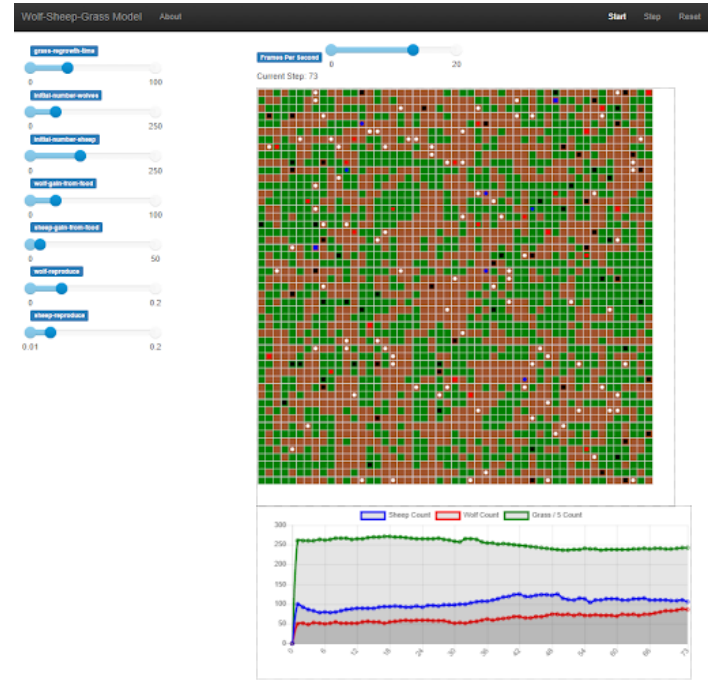 Wolf-Sheep-Grass Model About Start Step Reset
grass-regrowth-time
0 100
initial-number-wolves
0 250
initial-number-sheep
0 250
wolf-gain-from-food
0 100
sheep-gain-from-food
0 50
wolf-reproduce
0 0.2
sheep-reproduce
0.01 0.2
Frames Per Second
0 20
Current Step: 73
Sheep Count Wolf Count Grass / 5 Count
300
250
200
150
100
50
0
0 6 12 18 24 30 36 42 48 54 60 66 73